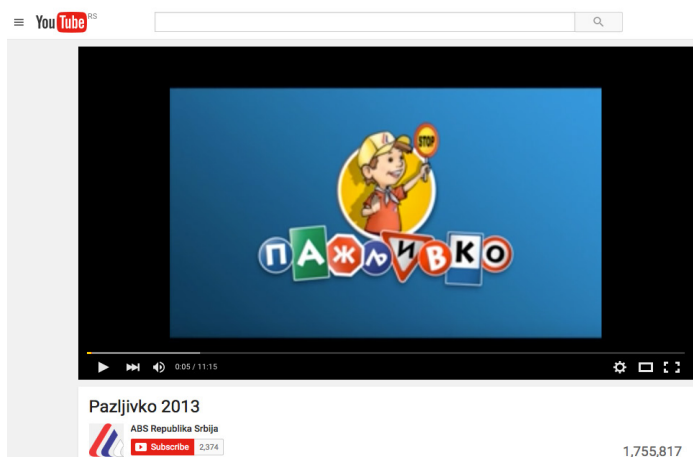 YouTube RS
STOP
ПАЖЉИВКО
0:05 / 11:15
Pazljivko 2013
ABS Republika Srbija
Subscribe 2,374
1,755,817